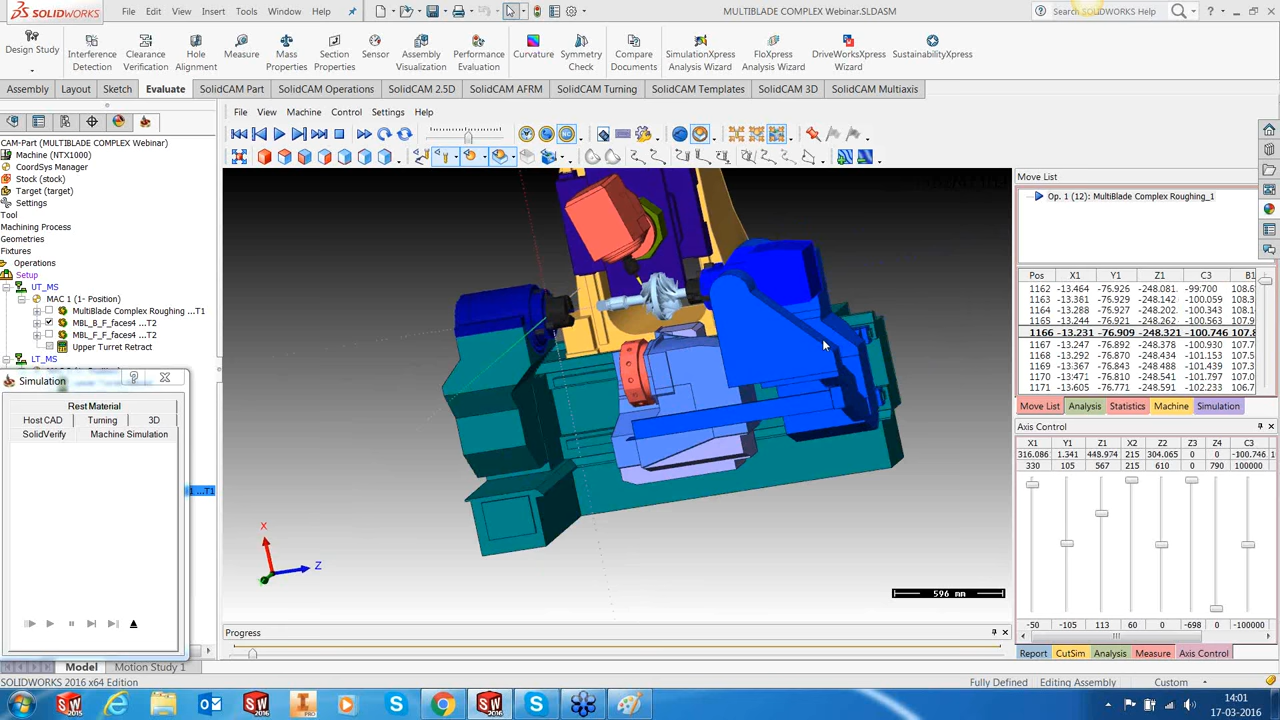 SOLIDWORKS File Edit View Insert Tools Window Help MULTIBLADE COMPLEX Webinar.SLDASM Search SOLIDWORKS Help
Design Study
Interference Detection
Clearance Verification
Hole Alignment
Measure
Mass Properties
Section Properties
Sensor
Assembly Visualization
Performance Evaluation
Curvature
Symmetry Check
Compare Documents
SimulationXpress Analysis Wizard
FloXpress Analysis Wizard
DriveWorksXpress Wizard
SustainabilityXpress
Assembly Layout Sketch Evaluate SolidCAM Part SolidCAM Operations SolidCAM 2.5D SolidCAM AFRM SolidCAM Turning SolidCAM Templates SolidCAM 3D SolidCAM Multiaxis
File View Machine Control Settings Help
CAM-Part (MULTIBLADE COMPLEX Webinar)
Machine (NTX1000)
CoordSys Manager
Stock (stock)
Target (target)
Settings
Tool
Machining Process
Geometries
Fixtures
Operations
Setup
UT_MS
MAC 1 (1- Position)
MultiBlade Complex Roughing ...T1
MBL_B_F_faces4 ...T2
MBL_F_F_faces4 ...T2
Upper Turret Retract
LT_MS
Simulation
Rest Material
Host CAD Turning 3D
SolidVerify Machine Simulation
1 ...T1
X
Z
596 mm
Progress
Move List
Op. 1 (12): MultiBlade Complex Roughing_1
Pos X1 Y1 Z1 C3 B1
1162 -13.464 -76.926 -248.081 -99.700 108.6
1163 -13.381 -76.929 -248.142 -100.059 108.
1164 -13.292 -76.926 -248.202 -100.351 108.
1165 -13.244 -76.921 -248.262 -100.563 108.
1166 -13.231 -76.909 -248.321 -100.746 107.8
1167 -13.268 -76.892 -248.378 -100.930 107.
1168 -13.367 -76.870 -248.434 -101.153 107.
1169 -13.367 -76.843 -248.488 -101.439 107.
1170 -13.471 -76.810 -248.541 -101.797 107.
1171 -13.605 -76.771 -248.591 -102.233 107.
Move List Analysis Statistics Machine Simulation
Axis Control
X1 Y1 Z1 X2 Z2 Z3 Z4 C3
316.086 1.341 448.974 215 304.065 0 0 -100.746 1
330 105 567 215 610 0 790 100000
-50 -105 113 60 0 -698 0 -100000
Report CutSim Analysis Measure Axis Control
Model Motion Study 1
SOLIDWORKS 2016 x64 Edition Fully Defined Editing Assembly Custom
14:01
17-03-2016